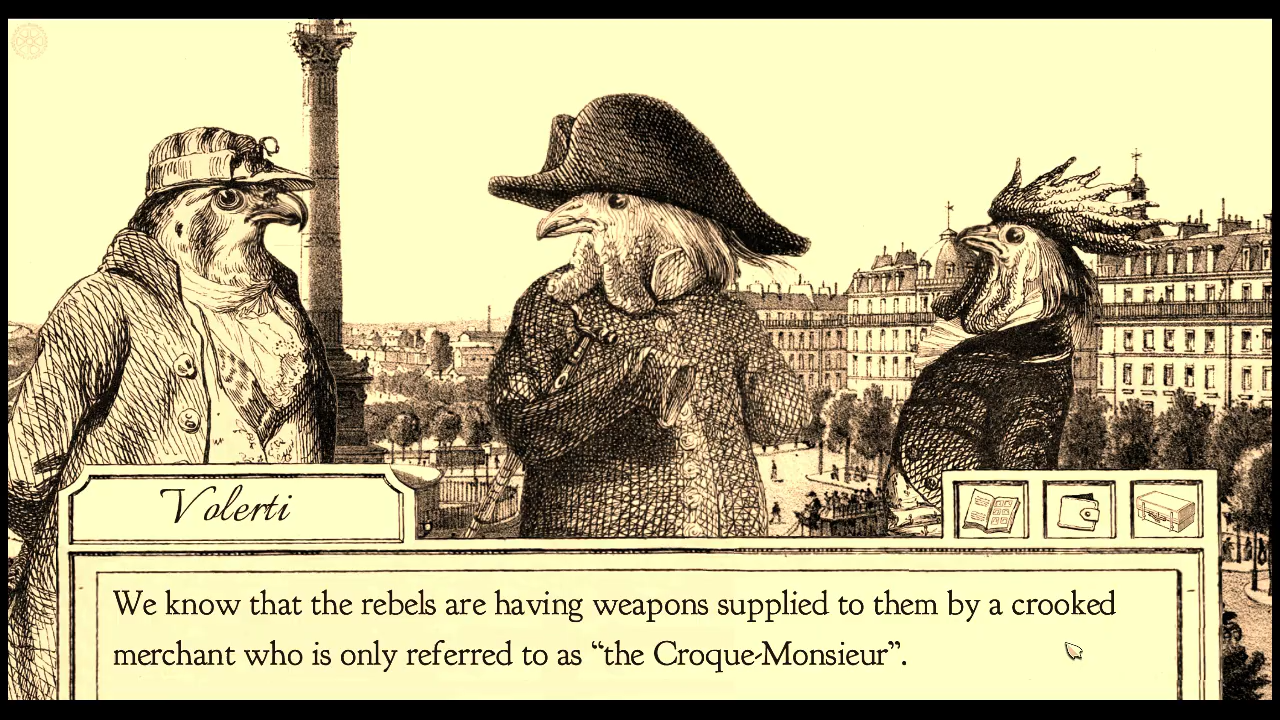 Volerti
We know that the rebels are having weapons supplied to them by a crooked
merchant who is only referred to as “the Croque-Monsieur”.